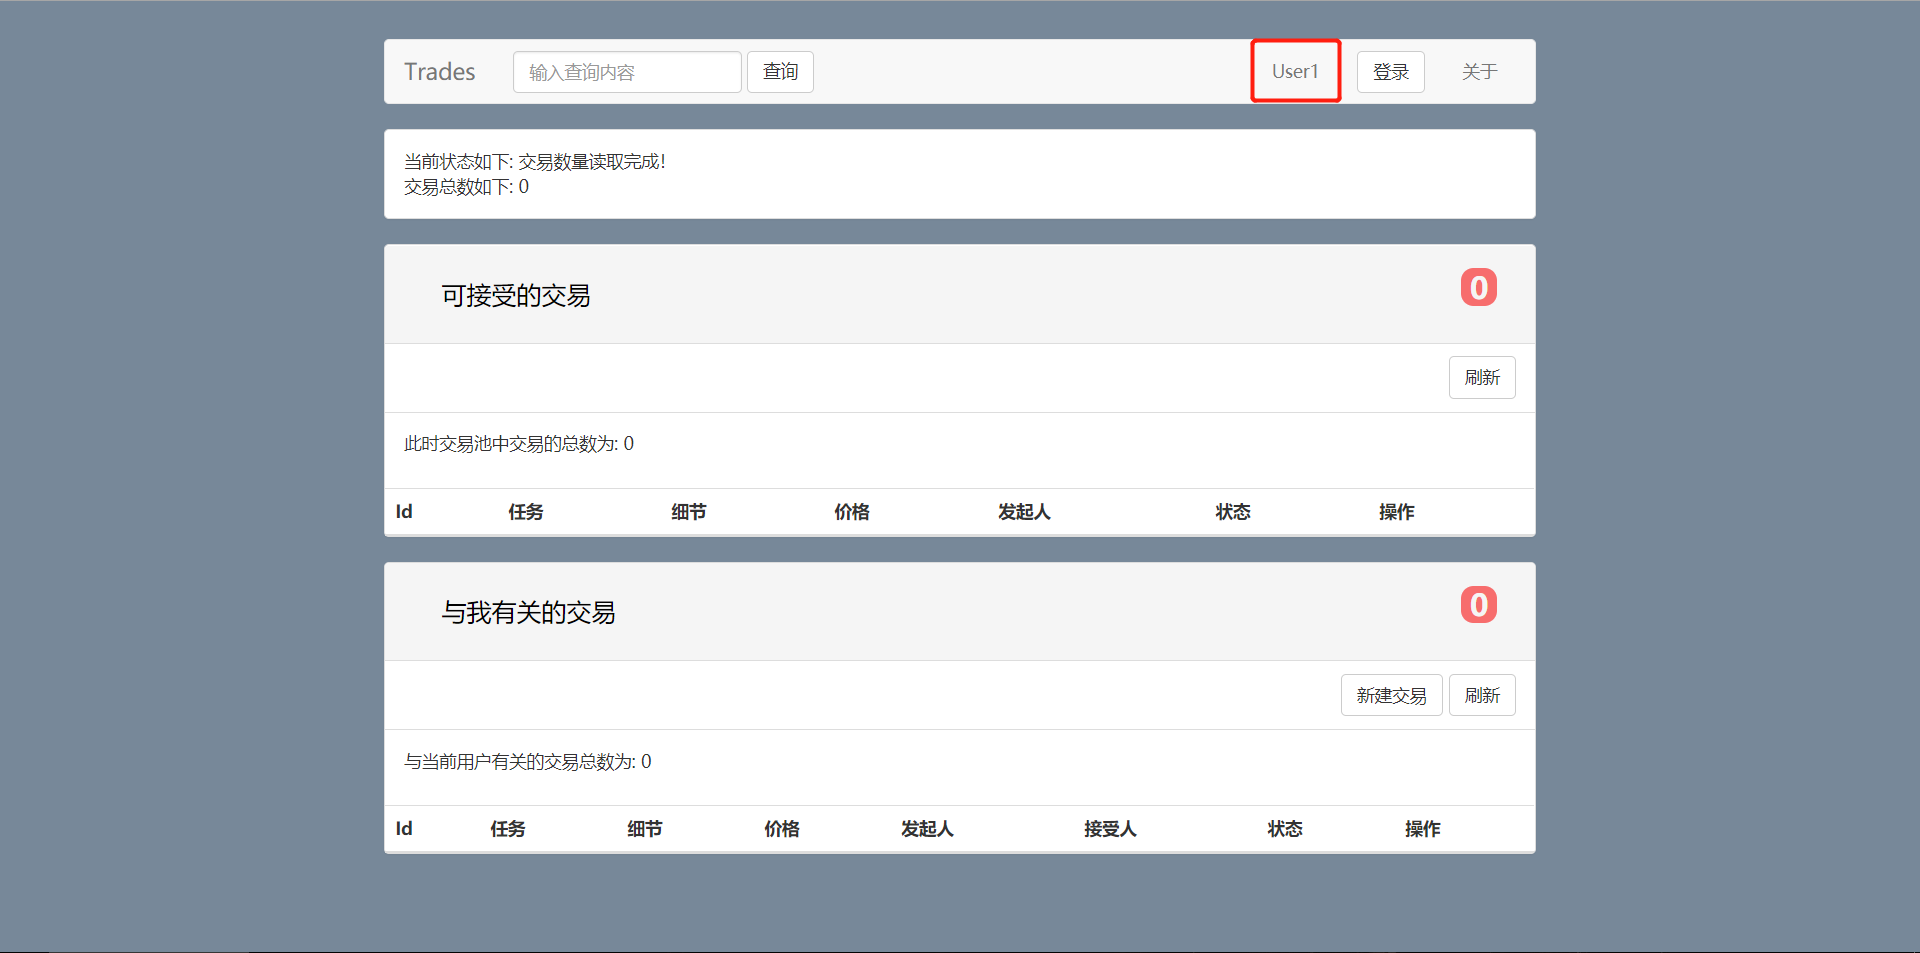 Trades 输入查询内容 查询 User1 登录 关于
当前状态如下: 交易数量读取完成!
交易总数如下: 0
可接受的交易 0
刷新
此时交易池中交易的总数为: 0
Id 任务 细节 价格 发起人 状态 操作
与我有关的交易 0
新建交易 刷新
与当前用户有关的交易总数为: 0
Id 任务 细节 价格 发起人 接受人 状态 操作